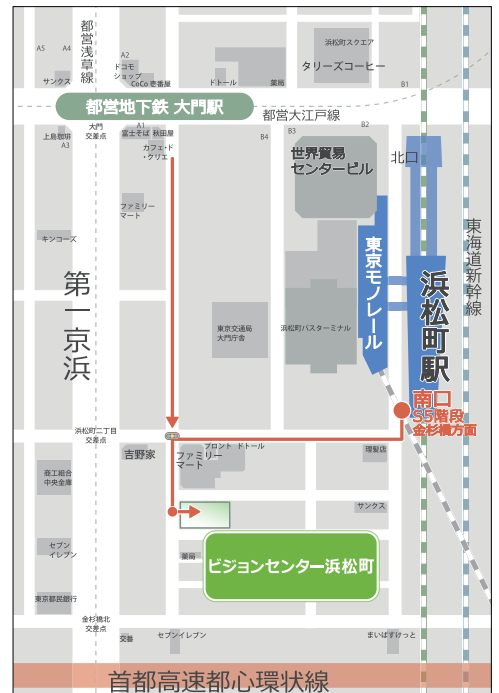 都営浅草線
A5
A4
A2
ドコモ
ショップ
サンクス
CoCo 壱番屋
ドトール
薬局
浜松町スクエア
タリーズコーヒー
B1
都営地下鉄 大門駅
都営大江戸線
大門
交差点
上島珈琲
A3
A1
富士そば
秋田屋
カフェ・ド
・クリエ
B4
B3
B2
世界貿易
センタービル
北口
ファミリー
マート
キンコーズ
第一京浜
東京モノレール
浜松町駅
東海道新幹線
東京交通局
大門庁舎
浜松町バスターミナル
南口
S5階段
金杉橋方面
浜松町二丁目
交差点
吉野家
ファミリー
マート
プロント
ドトール
環髪店
商工組合
中央金庫
サンクス
セブン
イレブン
薬局
ビジョンセンター浜松町
東京都民銀行
金杉橋北
交差点
交番
セブンイレブン
まいばすけっと
首都高速都心環状線